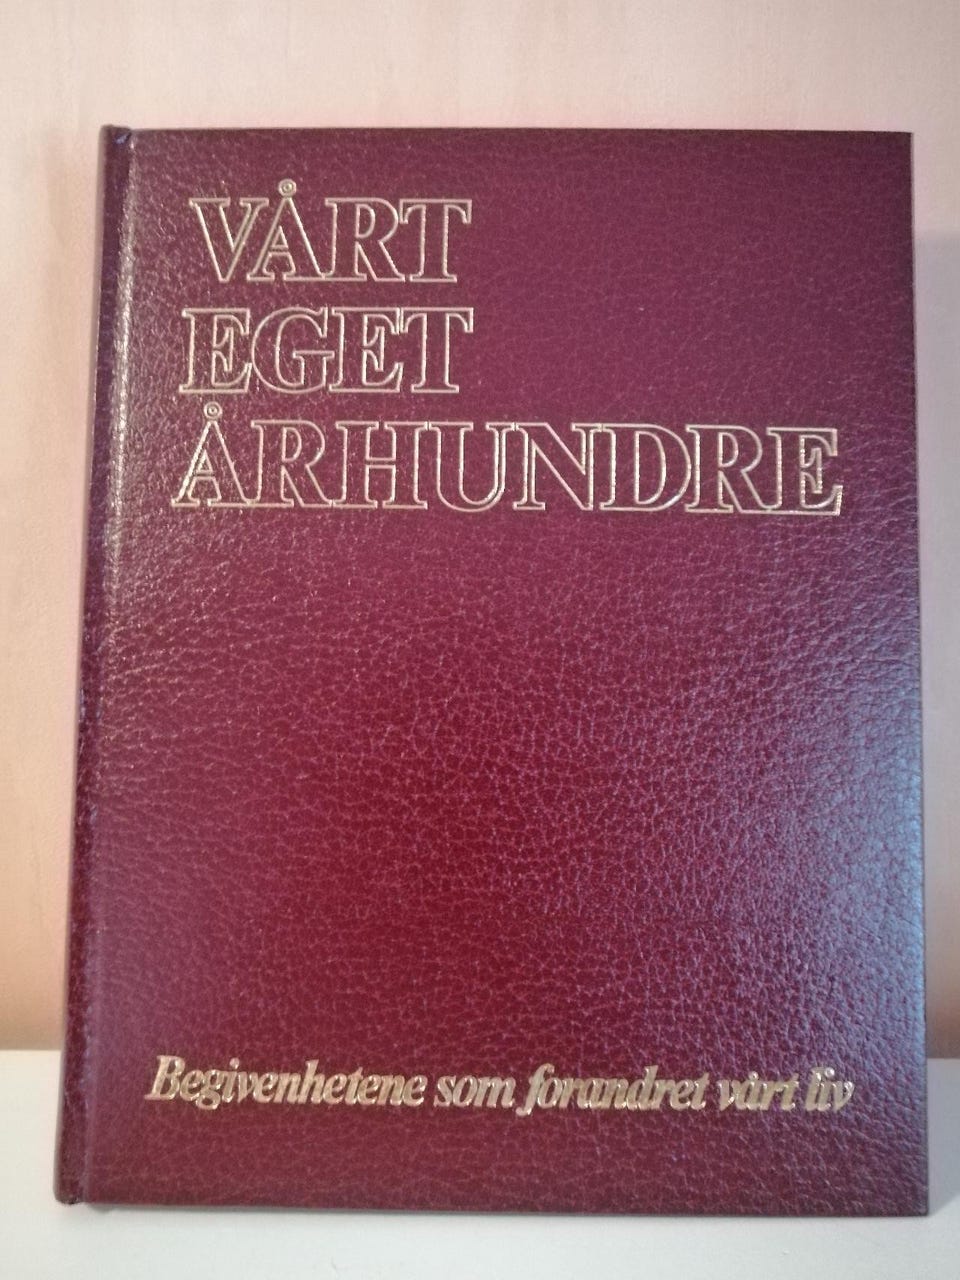 VÅRT
EGET
ÅRHUNDRE
Begivenhetene som forandret vårt liv